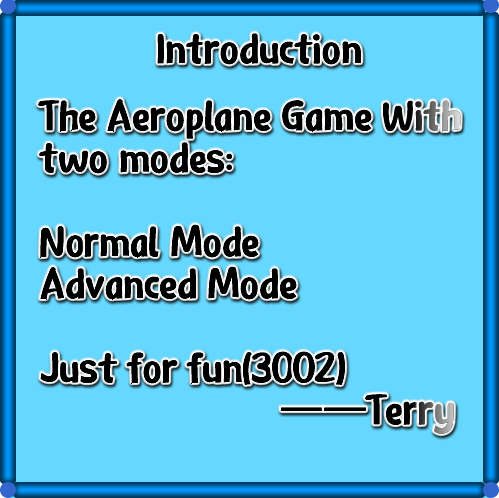 Introduction
The Aeroplane Game With
two modes:
Normal Mode
Advanced Mode
Just for fun(3002)
——Terry